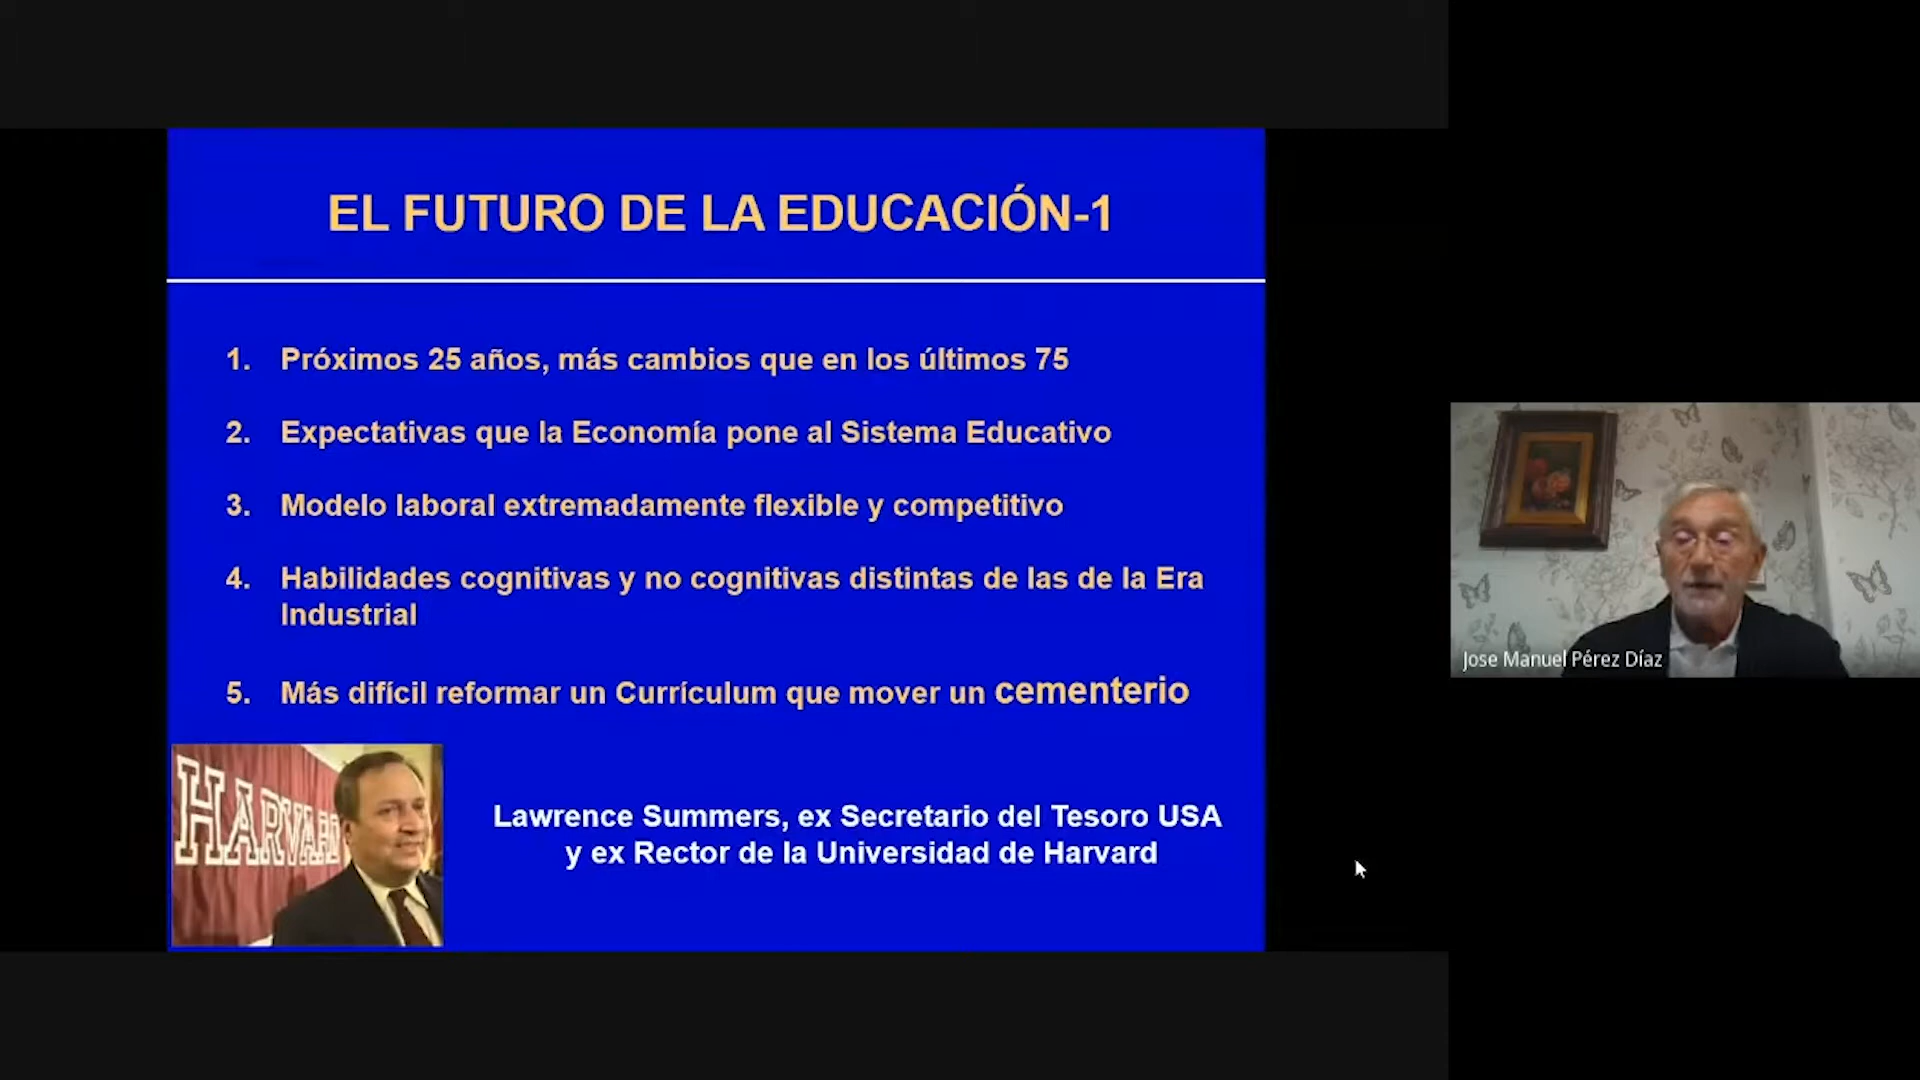 EL FUTURO DE LA EDUCACIÓN-1
1. Próximos 25 años, más cambios que en los últimos 75
2. Expectativas que la Economía pone al Sistema Educativo
3. Modelo laboral extremadamente flexible y competitivo
4. Habilidades cognitivas y no cognitivas distintas de las de la Era
Industrial
5. Más difícil reformar un Currículum que mover un cementerio
HARVARD
Lawrence Summers, ex Secretario del Tesoro USA
y ex Rector de la Universidad de Harvard
Jose Manuel Pérez Díaz